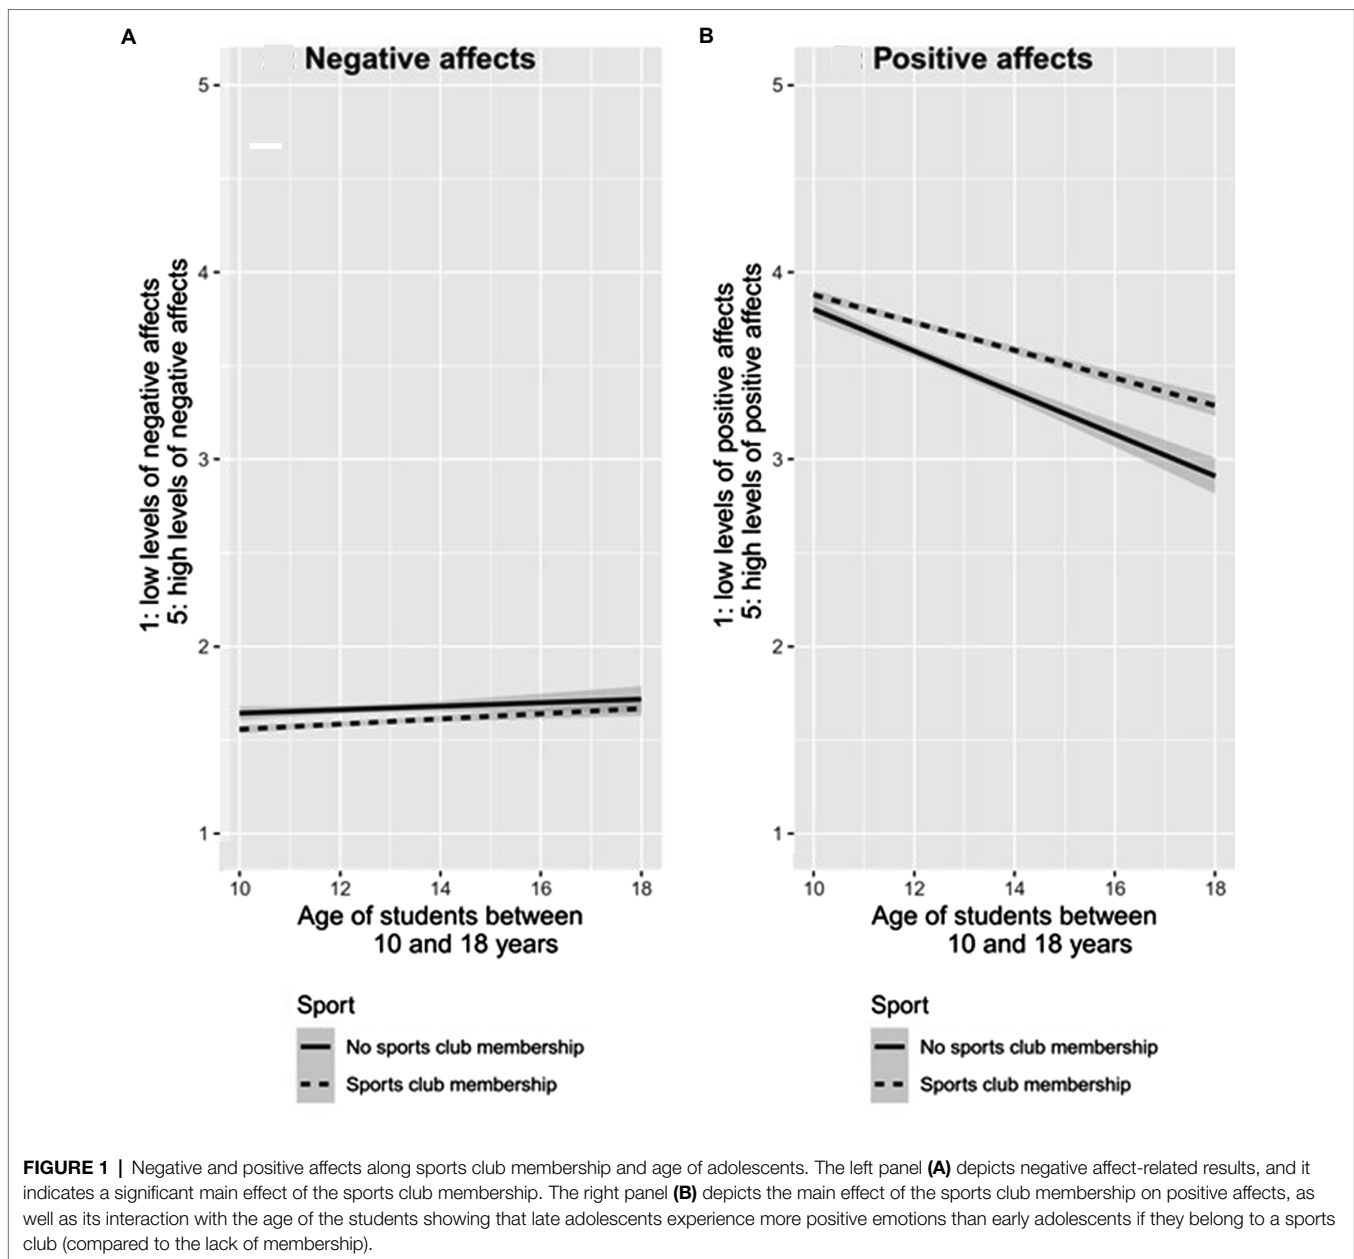 A
Negative affects
5
4
3
2
1
1: low levels of negative affects
5: high levels of negative affects
10 12 14 16 18
Age of students between
10 and 18 years
Sport
No sports club membership
Sports club membership
B
Positive affects
5
4
3
2
1
1: low levels of positive affects
5: high levels of positive affects
10 12 14 16 18
Age of students between
10 and 18 years
Sport
No sports club membership
Sports club membership
FIGURE 1 | Negative and positive affects along sports club membership and age of adolescents. The left panel (A) depicts negative affect-related results, and it
indicates a significant main effect of the sports club membership. The right panel (B) depicts the main effect of the sports club membership on positive affects, as
well as its interaction with the age of the students showing that late adolescents experience more positive emotions than early adolescents if they belong to a sports
club (compared to the lack of membership).